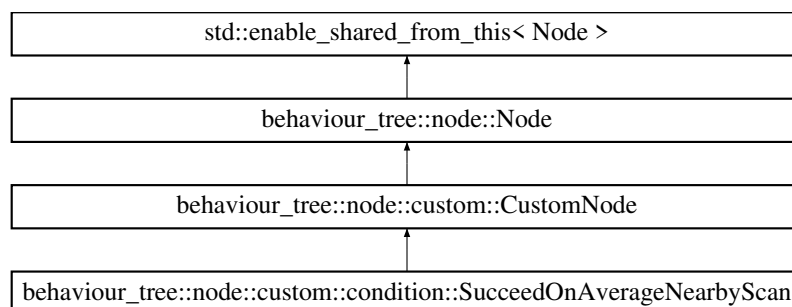 std::enable_shared_from_this< Node >
behaviour_tree::node::Node
behaviour_tree::node::custom::CustomNode
behaviour_tree::node::custom::condition::SucceedOnAverageNearbyScan